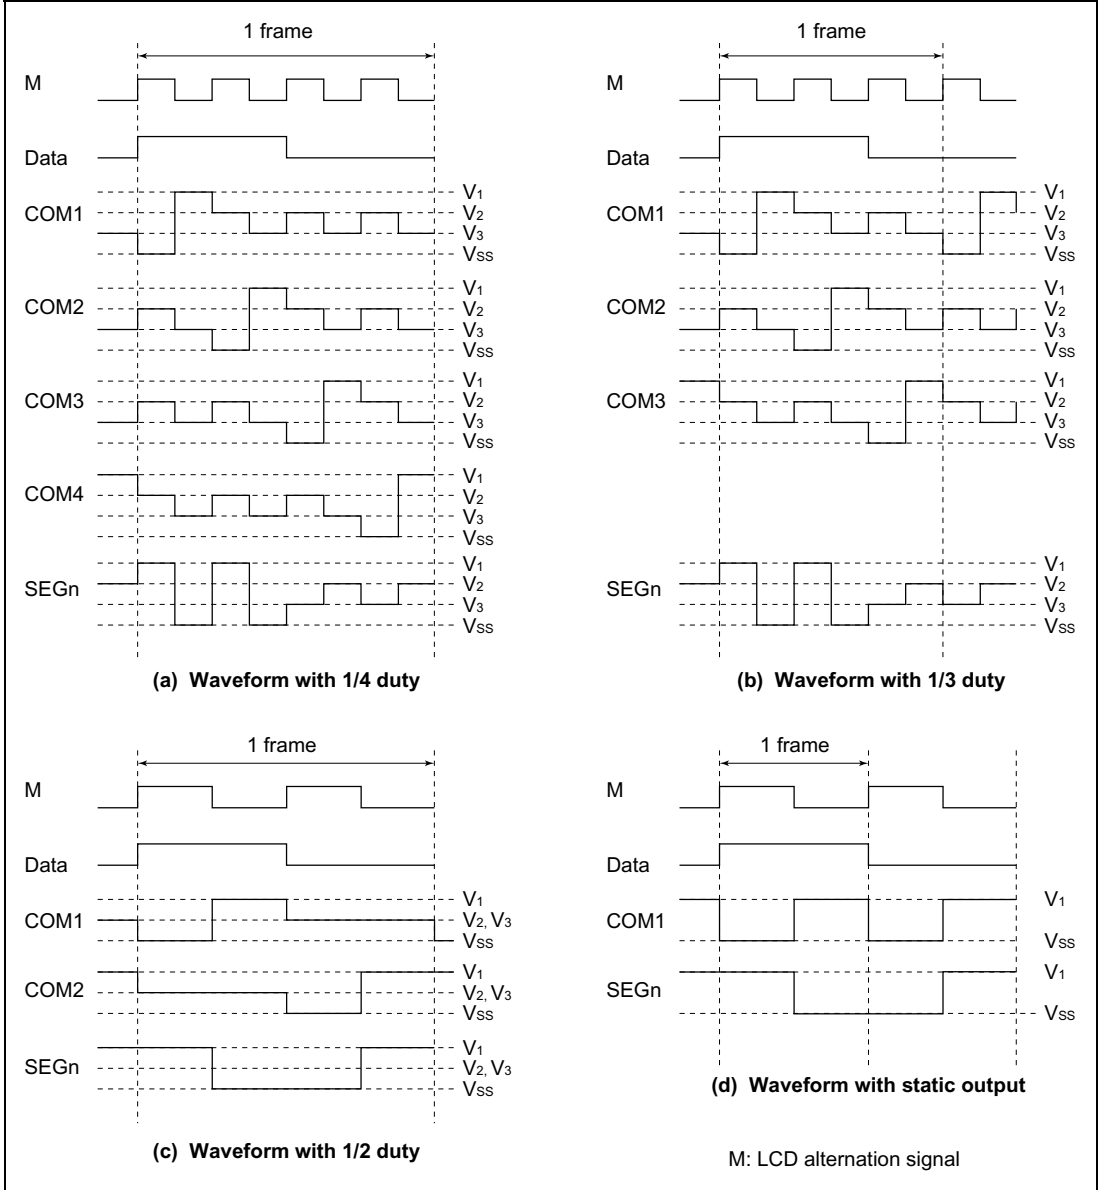 1 frame
M
Data
COM1
V1
V2
V3
VSS
COM2
V1
V2
V3
VSS
COM3
V1
V2
V3
VSS
COM4
V1
V2
V3
VSS
SEGn
V1
V2
V3
VSS
(a) Waveform with 1/4 duty
1 frame
M
Data
COM1
V1
V2
V3
VSS
COM2
V1
V2
V3
VSS
COM3
V1
V2
V3
VSS
SEGn
V1
V2
V3
VSS
(b) Waveform with 1/3 duty
1 frame
M
Data
COM1
V1
V2, V3
VSS
COM2
V1
V2, V3
VSS
SEGn
V1
V2, V3
VSS
(c) Waveform with 1/2 duty
1 frame
M
Data
COM1
V1
VSS
SEGn
V1
VSS
(d) Waveform with static output
M: LCD alternation signal